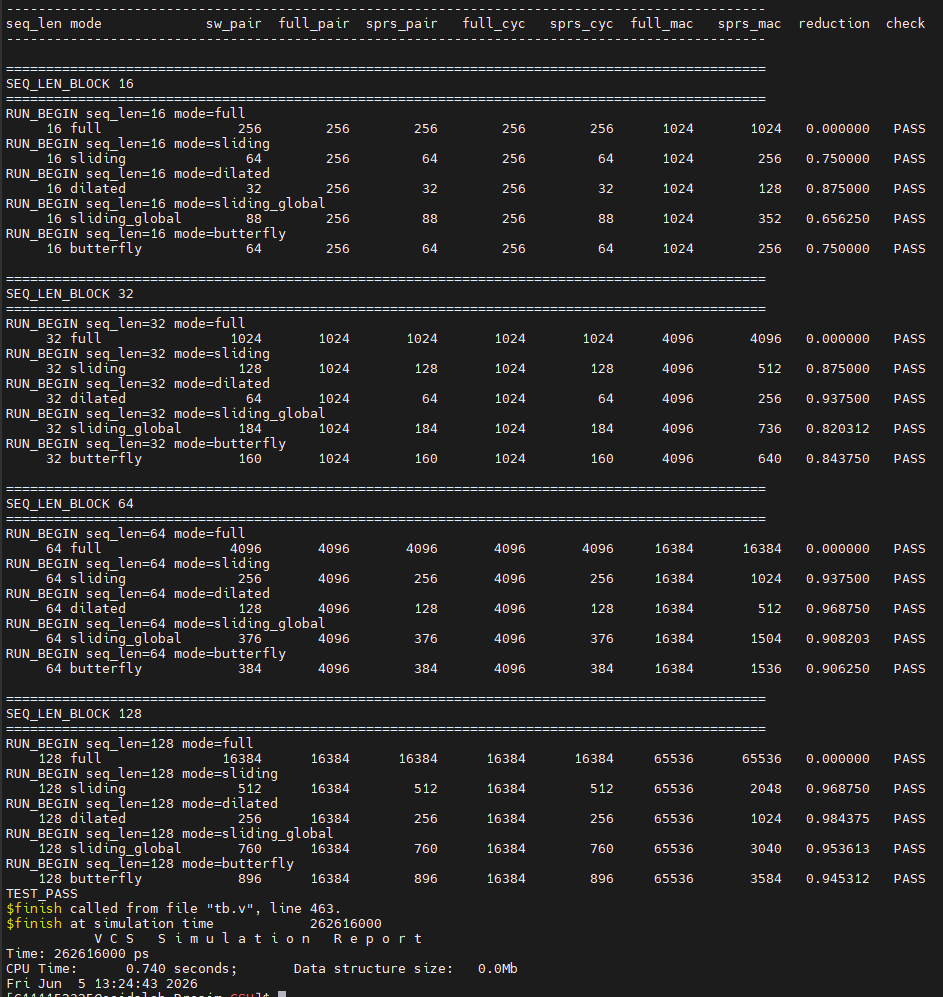 --------------------------------------------------------------------------------
seq_len mode sw_pair full_pair sprs_pair full_cyc sprs_cyc full_mac sprs_mac reduction check
--------------------------------------------------------------------------------
================================================================================
SEQ_LEN_BLOCK 16
================================================================================
RUN_BEGIN seq_len=16 mode=full
16 full 256 256 256 256 256 1024 1024 0.000000 PASS
RUN_BEGIN seq_len=16 mode=sliding
16 sliding 64 256 64 256 64 1024 256 0.750000 PASS
RUN_BEGIN seq_len=16 mode=dilated
16 dilated 32 256 32 256 32 1024 128 0.875000 PASS
RUN_BEGIN seq_len=16 mode=sliding_global
16 sliding_global 88 256 88 256 88 1024 352 0.656250 PASS
RUN_BEGIN seq_len=16 mode=butterfly
16 butterfly 64 256 64 256 64 1024 256 0.750000 PASS
================================================================================
SEQ_LEN_BLOCK 32
================================================================================
RUN_BEGIN seq_len=32 mode=full
32 full 1024 1024 1024 1024 1024 4096 4096 0.000000 PASS
RUN_BEGIN seq_len=32 mode=sliding
32 sliding 128 1024 128 1024 128 4096 512 0.875000 PASS
RUN_BEGIN seq_len=32 mode=dilated
32 dilated 64 1024 64 1024 64 4096 256 0.937500 PASS
RUN_BEGIN seq_len=32 mode=sliding_global
32 sliding_global 184 1024 184 1024 184 4096 736 0.820312 PASS
RUN_BEGIN seq_len=32 mode=butterfly
32 butterfly 160 1024 160 1024 160 4096 640 0.843750 PASS
================================================================================
SEQ_LEN_BLOCK 64
================================================================================
RUN_BEGIN seq_len=64 mode=full
64 full 4096 4096 4096 4096 4096 16384 16384 0.000000 PASS
RUN_BEGIN seq_len=64 mode=sliding
64 sliding 256 4096 256 4096 256 16384 1024 0.937500 PASS
RUN_BEGIN seq_len=64 mode=dilated
64 dilated 128 4096 128 4096 128 16384 512 0.968750 PASS
RUN_BEGIN seq_len=64 mode=sliding_global
64 sliding_global 376 4096 376 4096 376 16384 1504 0.908203 PASS
RUN_BEGIN seq_len=64 mode=butterfly
64 butterfly 384 4096 384 4096 384 16384 1536 0.906250 PASS
================================================================================
SEQ_LEN_BLOCK 128
================================================================================
RUN_BEGIN seq_len=128 mode=full
128 full 16384 16384 16384 16384 16384 65536 65536 0.000000 PASS
RUN_BEGIN seq_len=128 mode=sliding
128 sliding 512 16384 512 16384 512 65536 2048 0.968750 PASS
RUN_BEGIN seq_len=128 mode=dilated
128 dilated 256 16384 256 16384 256 65536 1024 0.984375 PASS
RUN_BEGIN seq_len=128 mode=sliding_global
128 sliding_global 760 16384 760 16384 760 65536 3040 0.953613 PASS
RUN_BEGIN seq_len=128 mode=butterfly
128 butterfly 896 16384 896 16384 896 65536 3584 0.945312 PASS
TEST_PASS
$finish called from file "tb.v", line 463.
$finish at simulation time 262616000
V C S S i m u l a t i o n R e p o r t
Time: 262616000 ps
CPU Time: 0.740 seconds; Data structure size: 0.0Mb
Fri Jun 5 13:24:43 2026